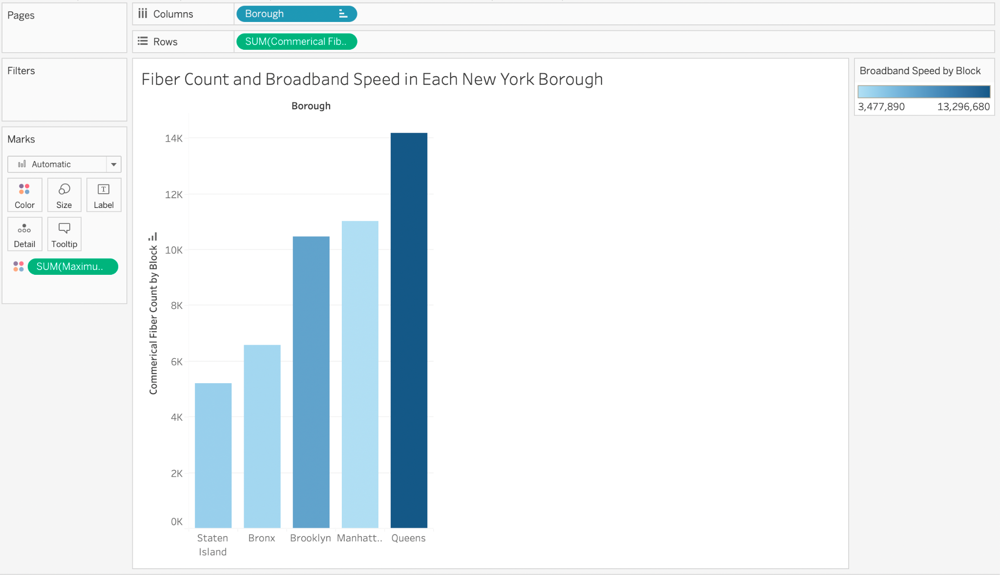 Pages
Columns
Borough
Rows
SUM(Commerical Fib..
Filters
Marks
Automatic
Color
Size
T
Label
Detail
Tooltip
SUM(Maximu..
Fiber Count and Broadband Speed in Each New York Borough
Borough
Commerical Fiber Count by Block
14K
12K
10K
8K
6K
4K
2K
0K
Staten
Island
Bronx
Brooklyn
Manhatt..
Queens
Broadband Speed by Block
3,477,890
13,296,680